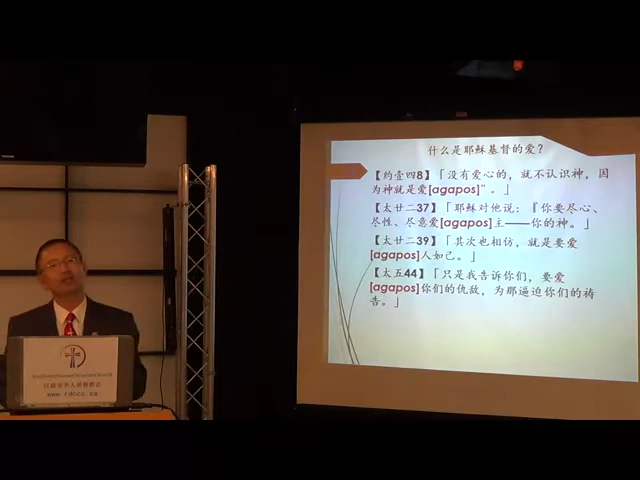 什么是耶稣基督的爱?
【约壹四8】「没有爱心的，就不认识神，因
为神就是爱[agapos]”。」
【太廿二37】「耶稣对他说：『你要尽心、
尽性、尽意爱[agapos]主——你的神。」
【太廿二39】「其次也相仿，就是要爱
[agapos]人如己。」
【太五44】「只是我告诉你们，要爱
[agapos]你们的仇敌，为那逼迫你们的祷
告。」
www.rdccc.ca